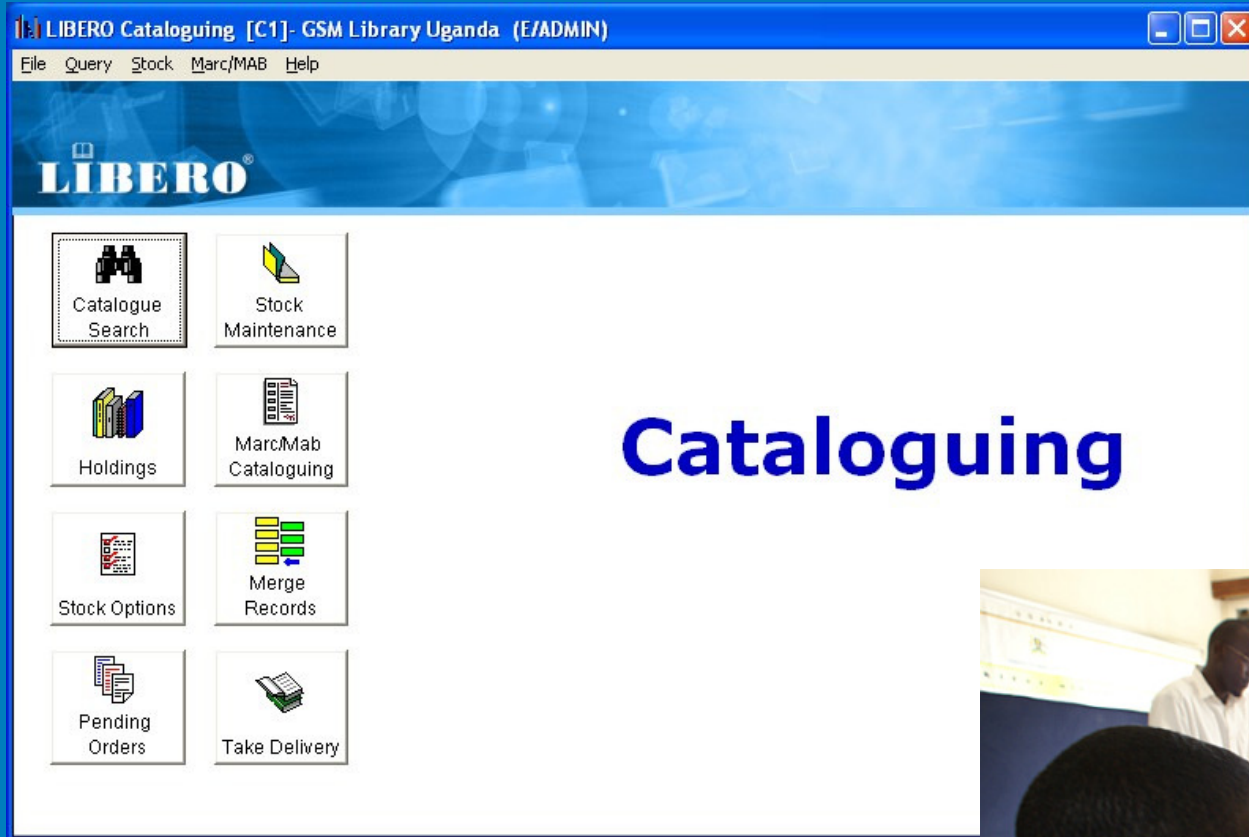 LIBERO Cataloguing [C1]- GSM Library Uganda (E/ADMIN)
File Query Stock Marc/MAB Help
LIBERO®
Catalogue
Search
Stock
Maintenance
Holdings
Marc/Mab
Cataloguing
Cataloguing
Stock Options
Merge
Records
Pending
Orders
Take Delivery